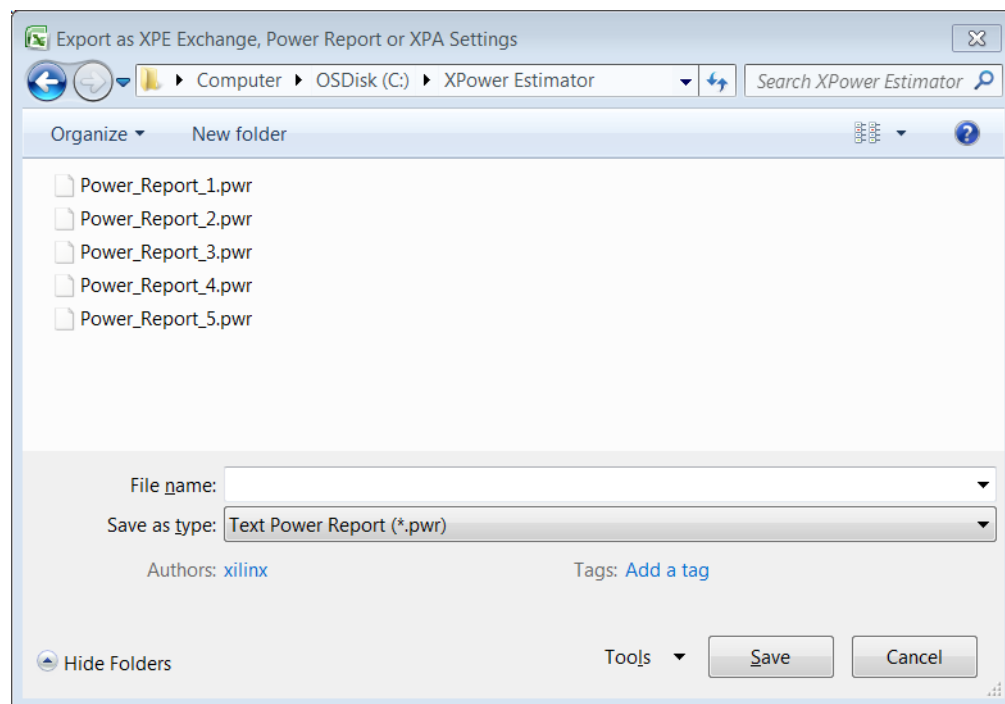 Export as XPE Exchange, Power Report or XPA Settings
Computer OSDisk (C:) XPower Estimator Search XPower Estimator
Organize New folder
Power_Report_1.pwr
Power_Report_2.pwr
Power_Report_3.pwr
Power_Report_4.pwr
Power_Report_5.pwr
File name:
Save as type: Text Power Report (*.pwr)
Authors: xilinx Tags: Add a tag
Hide Folders Tools Save Cancel